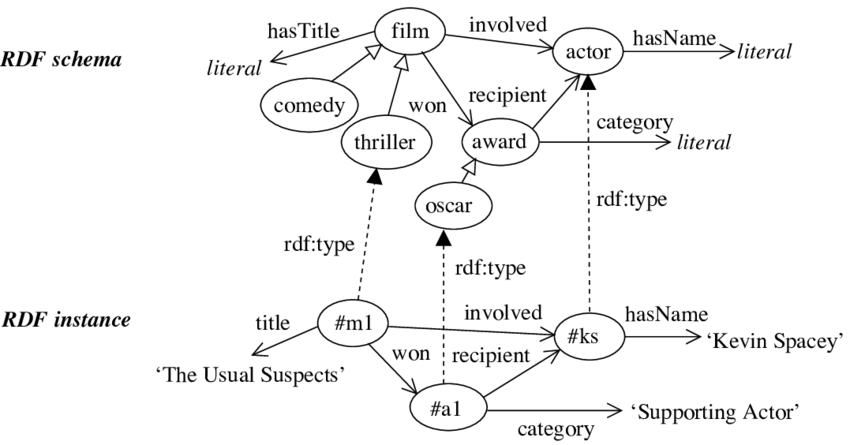 film
involved
hasTitle
actor
hasName
literal
RDF schema
literal
comedy
recipient
won
category
thriller
award
literal
oscar
rdf:type
rdf:type
rdf:type
RDF instance
title
#m1
involved
hasName
#ks
‘Kevin Spacey’
won
recipient
‘The Usual Suspects’
#a1
‘Supporting Actor’
category